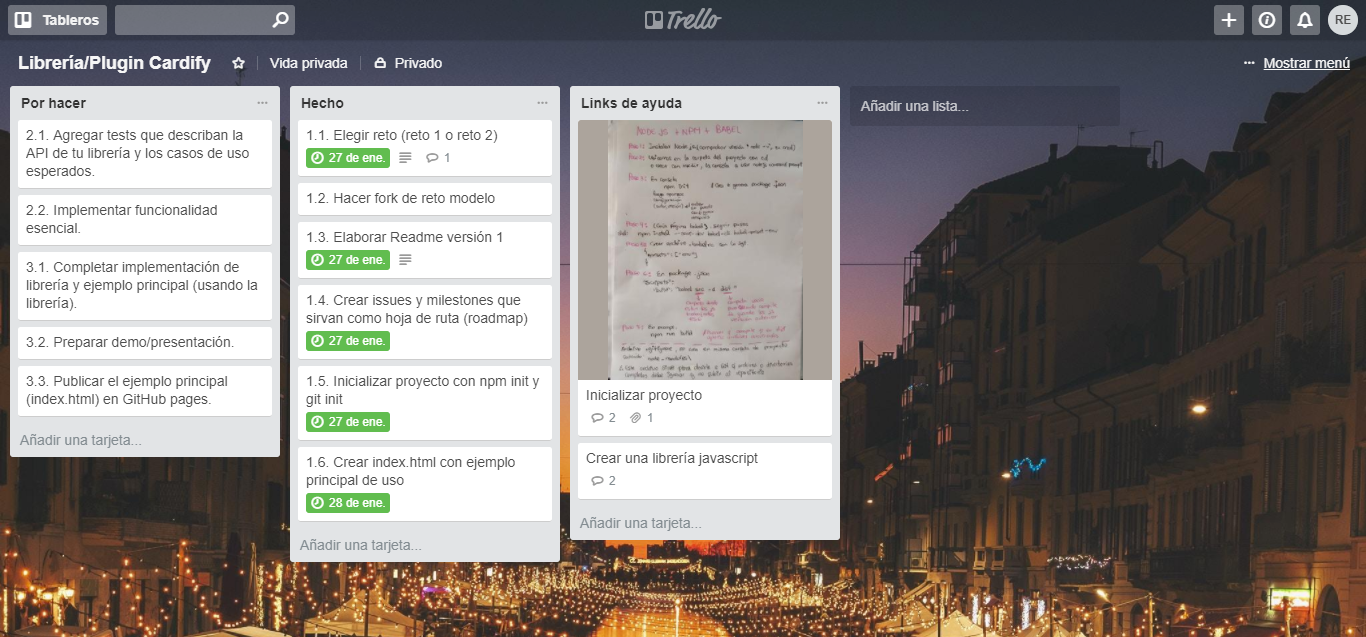 Tableros
Trello
RE
Librería/Plugin Cardify
Vida privada
Privado
Mostrar menú
Por hacer
2.1. Agregar tests que describan la
API de tu librería y los casos de uso
esperados.
2.2. Implementar funcionalidad
esencial.
3.1. Completar implementación de
librería y ejemplo principal (usando la
librería).
3.2. Preparar demo/presentación.
3.3. Publicar el ejemplo principal
(index.html) en GitHub pages.
Añadir una tarjeta...
Hecho
1.1. Elegir reto (reto 1 o reto 2)
27 de ene.
1
1.2. Hacer fork de reto modelo
1.3. Elaborar Readme versión 1
27 de ene.
1.4. Crear issues y milestones que
sirvan como hoja de ruta (roadmap)
27 de ene.
1.5. Inicializar proyecto con npm init y
git init
27 de ene.
1.6. Crear index.html con ejemplo
principal de uso
28 de ene.
Añadir una tarjeta...
Links de ayuda
NODE JS + NPM + BABEL
Inicializar proyecto
2 1
Crear una librería javascript
2
Añadir una tarjeta...
Añadir una lista...